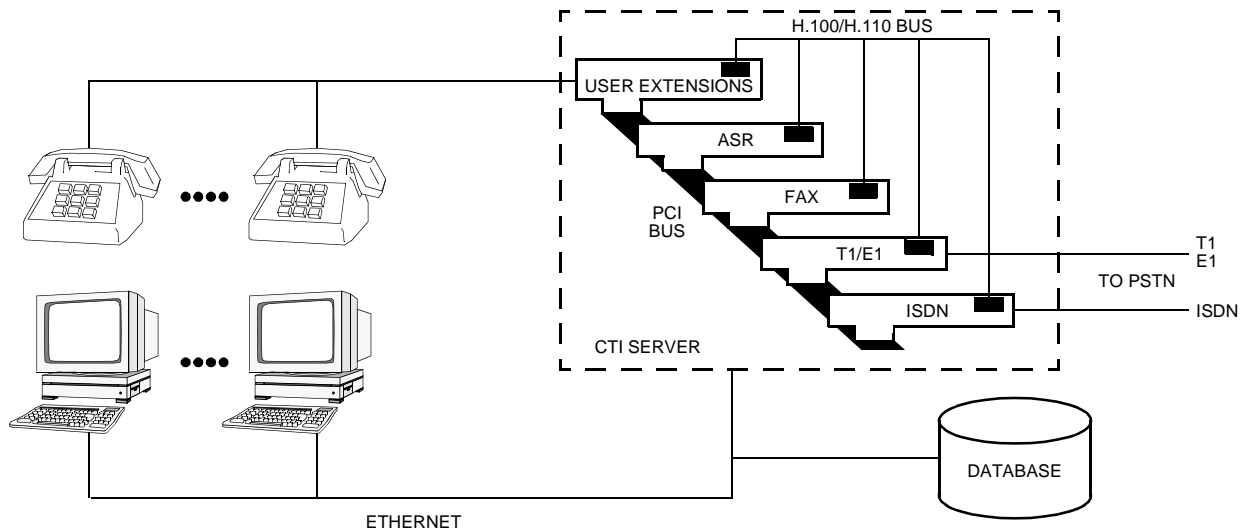 H.100/H.110 BUS
USER EXTENSIONS
ASR
FAX
PCI
BUS
T1/E1
T1
E1
TO PSTN
ISDN
ISDN
CTI SERVER
DATABASE
ETHERNET